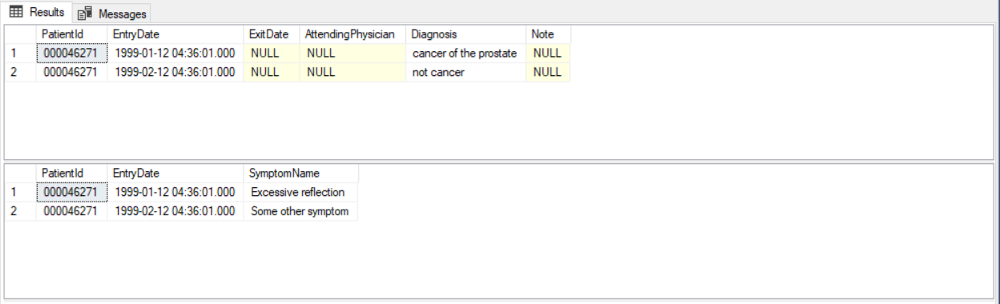 Results Messages
PatientId EntryDate ExitDate AttendingPhysician Diagnosis Note
1 000046271 1999-01-12 04:36:01.000 NULL NULL cancer of the prostate NULL
2 000046271 1999-02-12 04:36:01.000 NULL NULL not cancer NULL
PatientId EntryDate SymptomName
1 000046271 1999-01-12 04:36:01.000 Excessive reflection
2 000046271 1999-02-12 04:36:01.000 Some other symptom